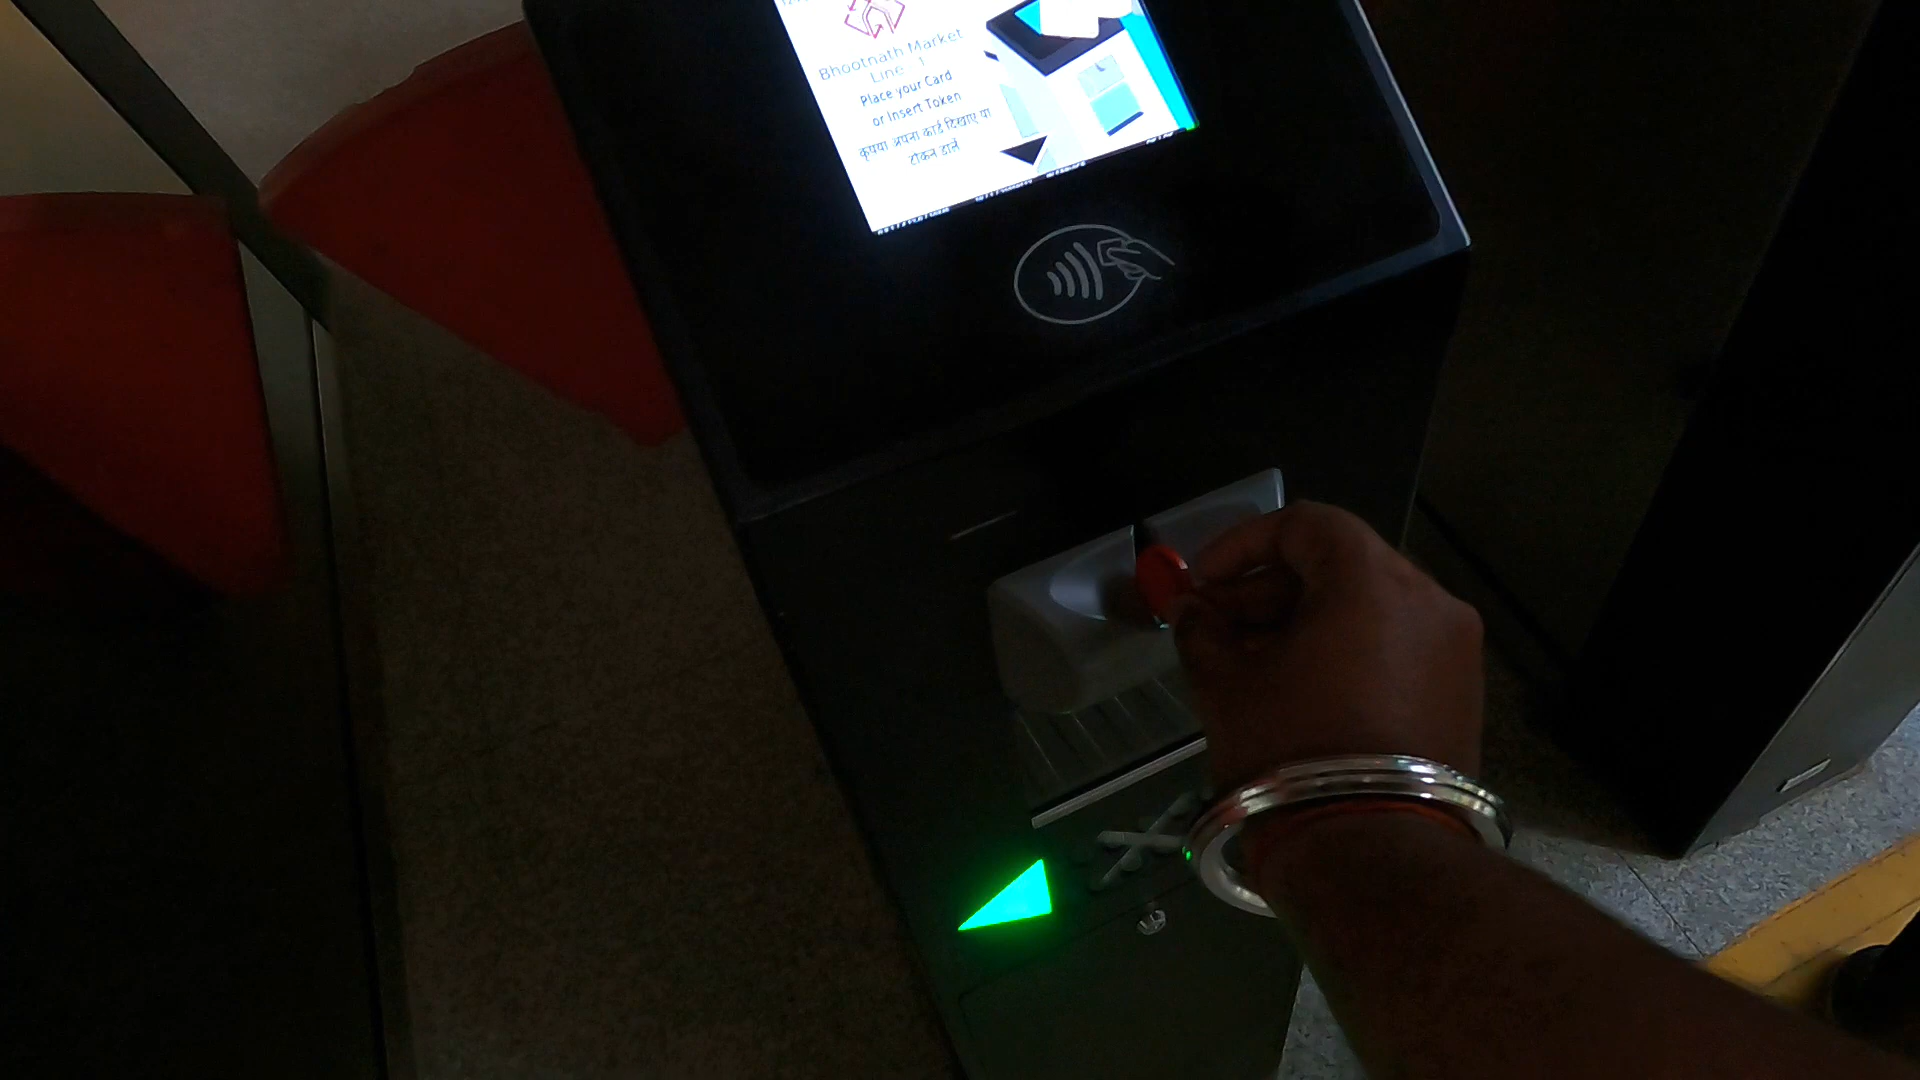 Bhootnath Market
Line - 1
Place your Card
or Insert Token
कृपया अपना कार्ड दिखाए या
टोकन डालें